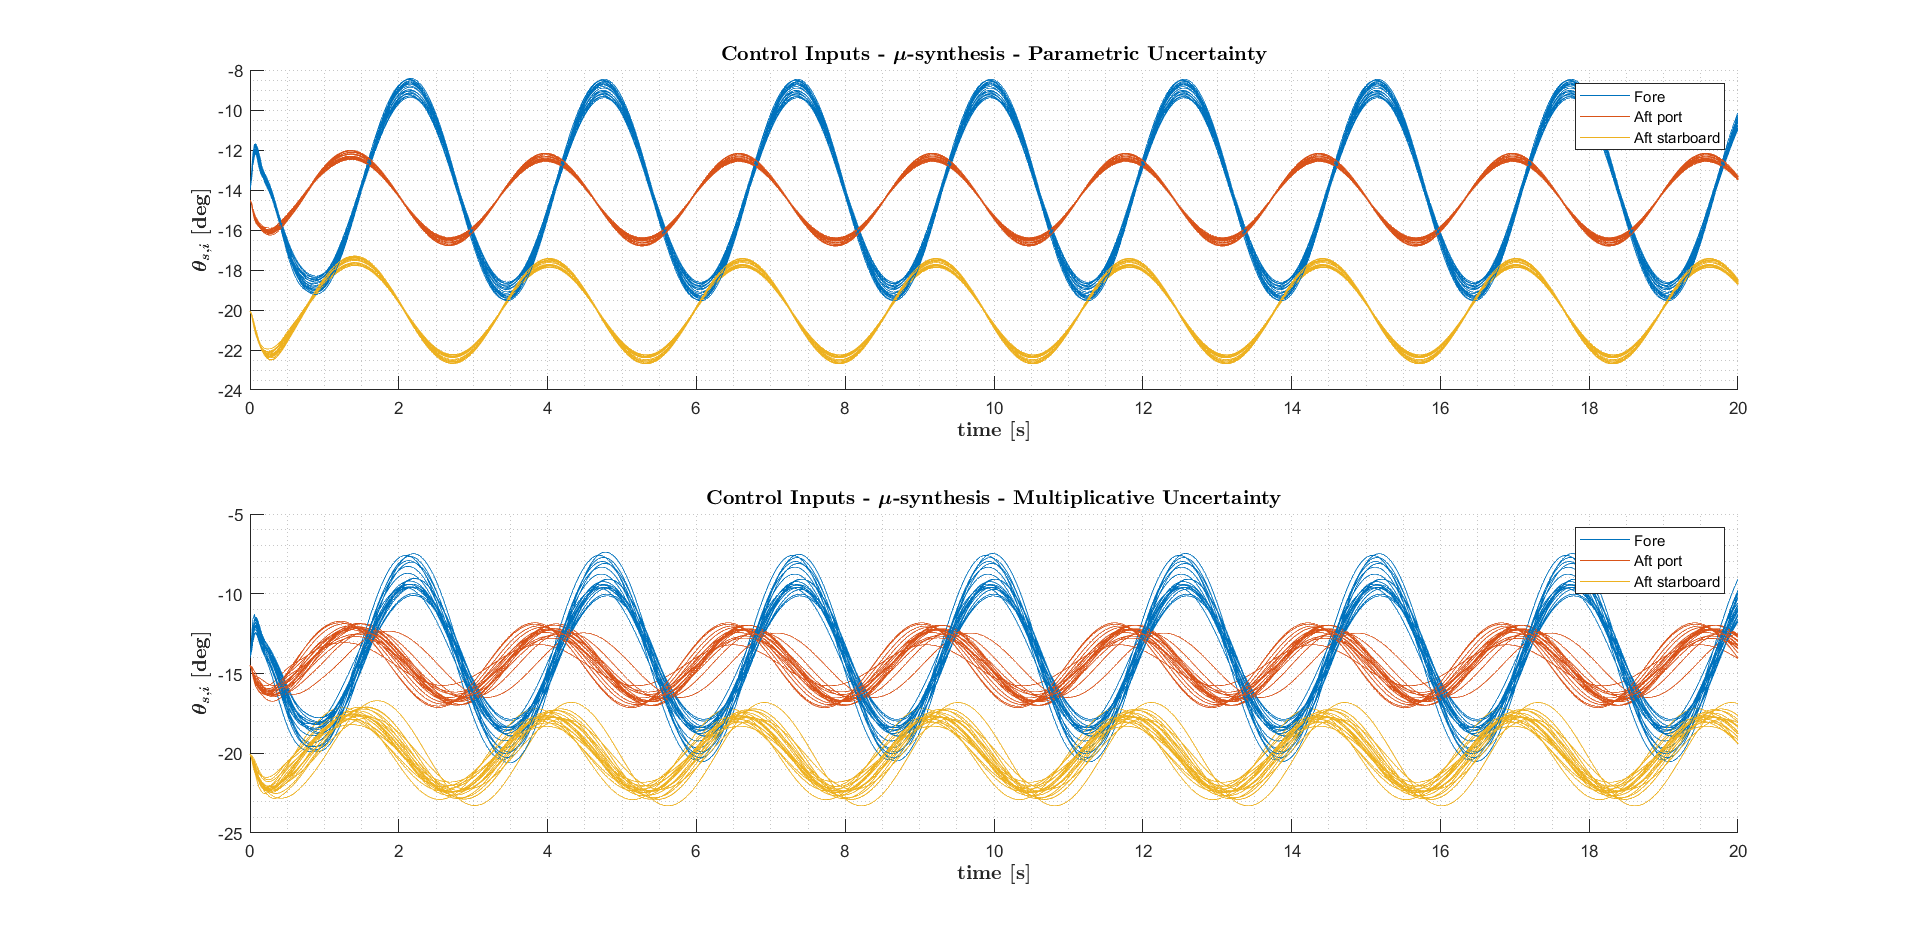 Control Inputs - μ-synthesis - Parametric Uncertainty
-8
-10
-12
-14
-16
-18
-20
-22
-24
θs,i [deg]
0 2 4 6 8 10 12 14 16 18 20
time [s]
Fore
Aft port
Aft starboard
Control Inputs - μ-synthesis - Multiplicative Uncertainty
-5
-10
-15
-20
-25
θs,i [deg]
0 2 4 6 8 10 12 14 16 18 20
time [s]
Fore
Aft port
Aft starboard